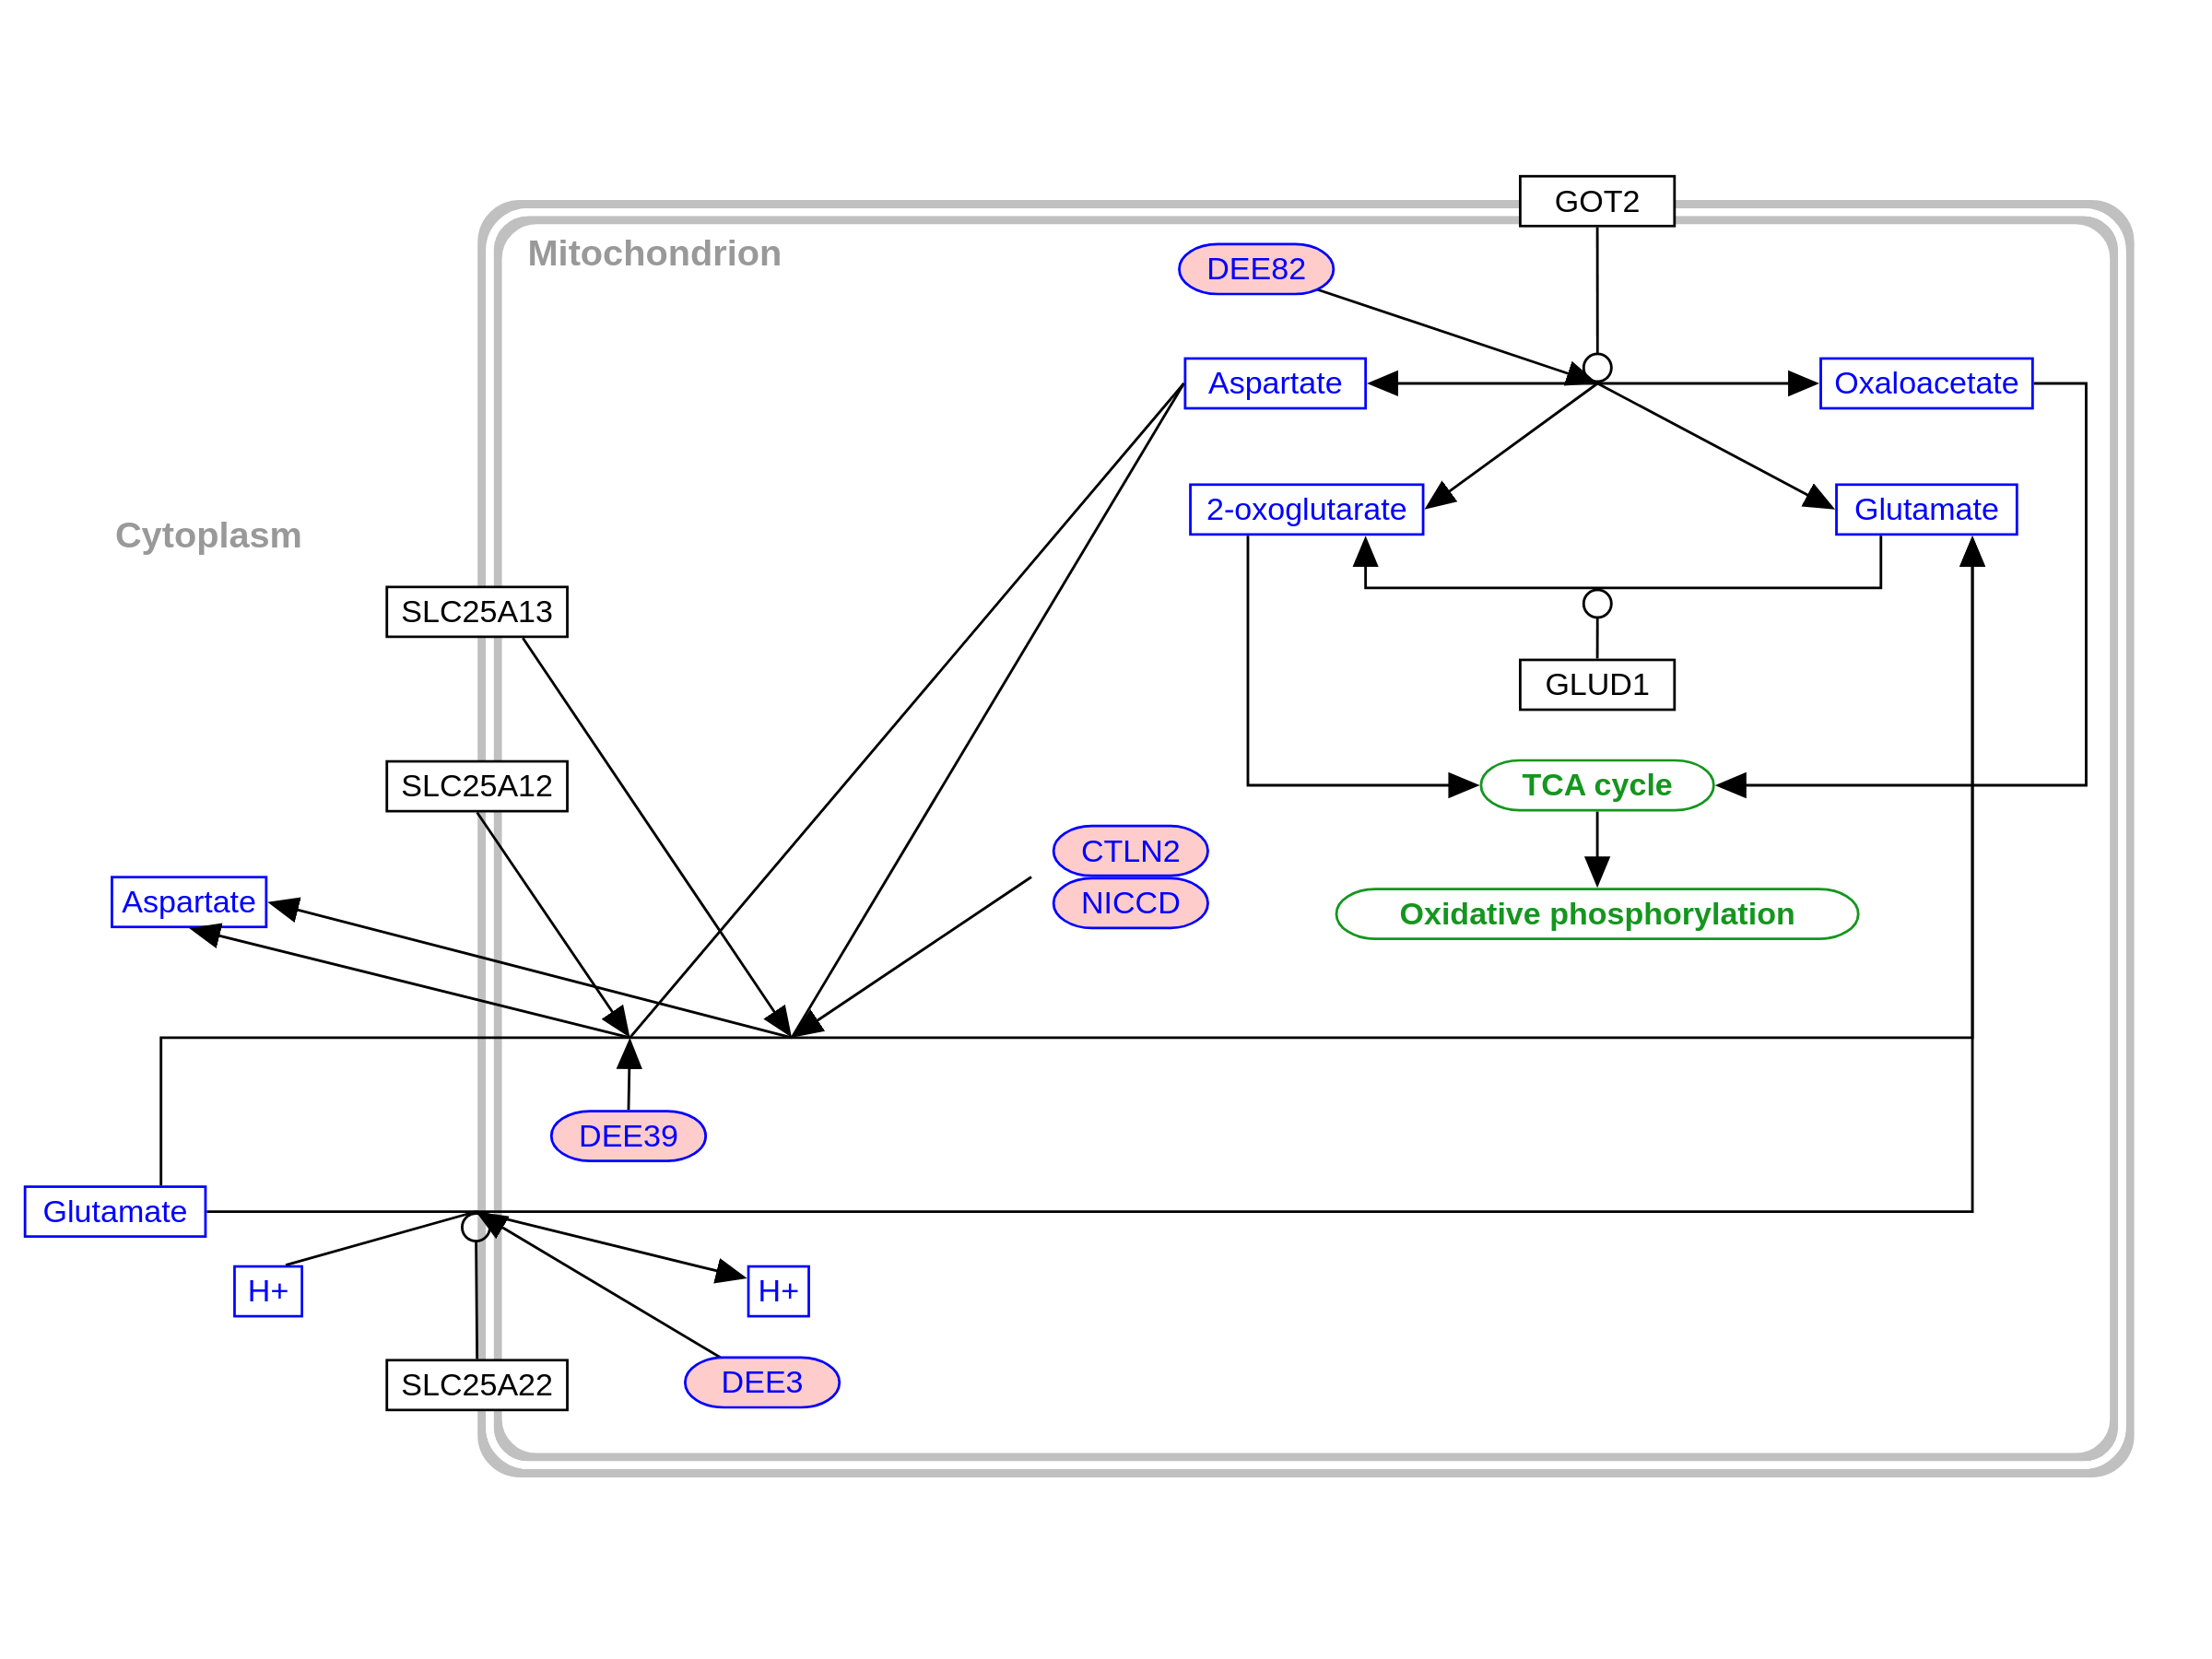 GOT2
Mitochondrion
DEE82
Aspartate
Oxaloacetate
2-oxoglutarate
Glutamate
Cytoplasm
SLC25A13
GLUD1
SLC25A12
TCA cycle
CTLN2
Aspartate
NICCD
Oxidative phosphorylation
DEE39
Glutamate
H+
H+
SLC25A22
DEE3